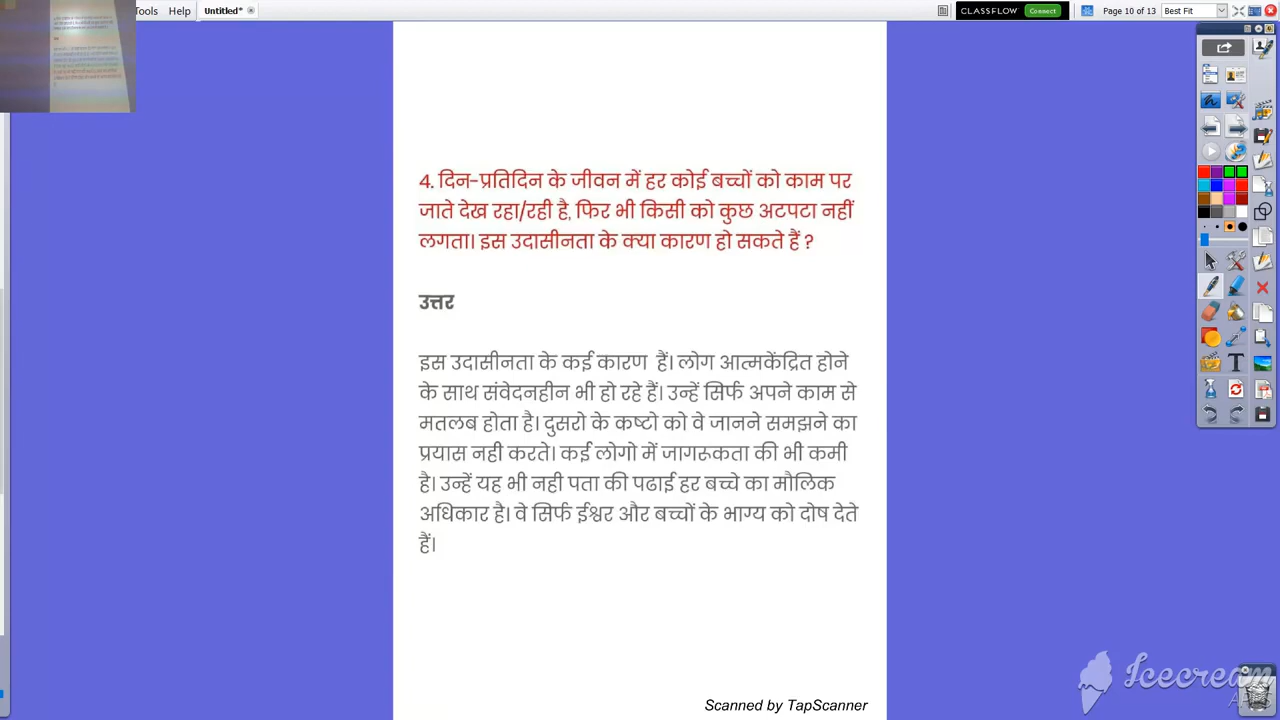 Tools Help Untitled* CLASSFLOW Connect Page 10 of 13 Best Fit
4. दिन-प्रतिदिन के जीवन में हर कोई बच्चों को काम पर
जाते देख रहा/रही है, फिर भी किसी को कुछ अटपटा नहीं
लगता। इस उदासीनता के क्या कारण हो सकते हैं ?
उत्तर
इस उदासीनता के कई कारण हैं। लोग आत्मकेंद्रित होने
के साथ संवेदनहीन भी हो रहे हैं। उन्हें सिर्फ अपने काम से
मतलब होता है। दुसरो के कष्टो को वे जानने समझने का
प्रयास नही करते। कई लोगो में जागरूकता की भी कमी
है। उन्हें यह भी नही पता की पढाई हर बच्चे का मौलिक
अधिकार है। वे सिर्फ ईश्वर और बच्चों के भाग्य को दोष देते
हैं।
Icecream
APPS
Scanned by TapScanner